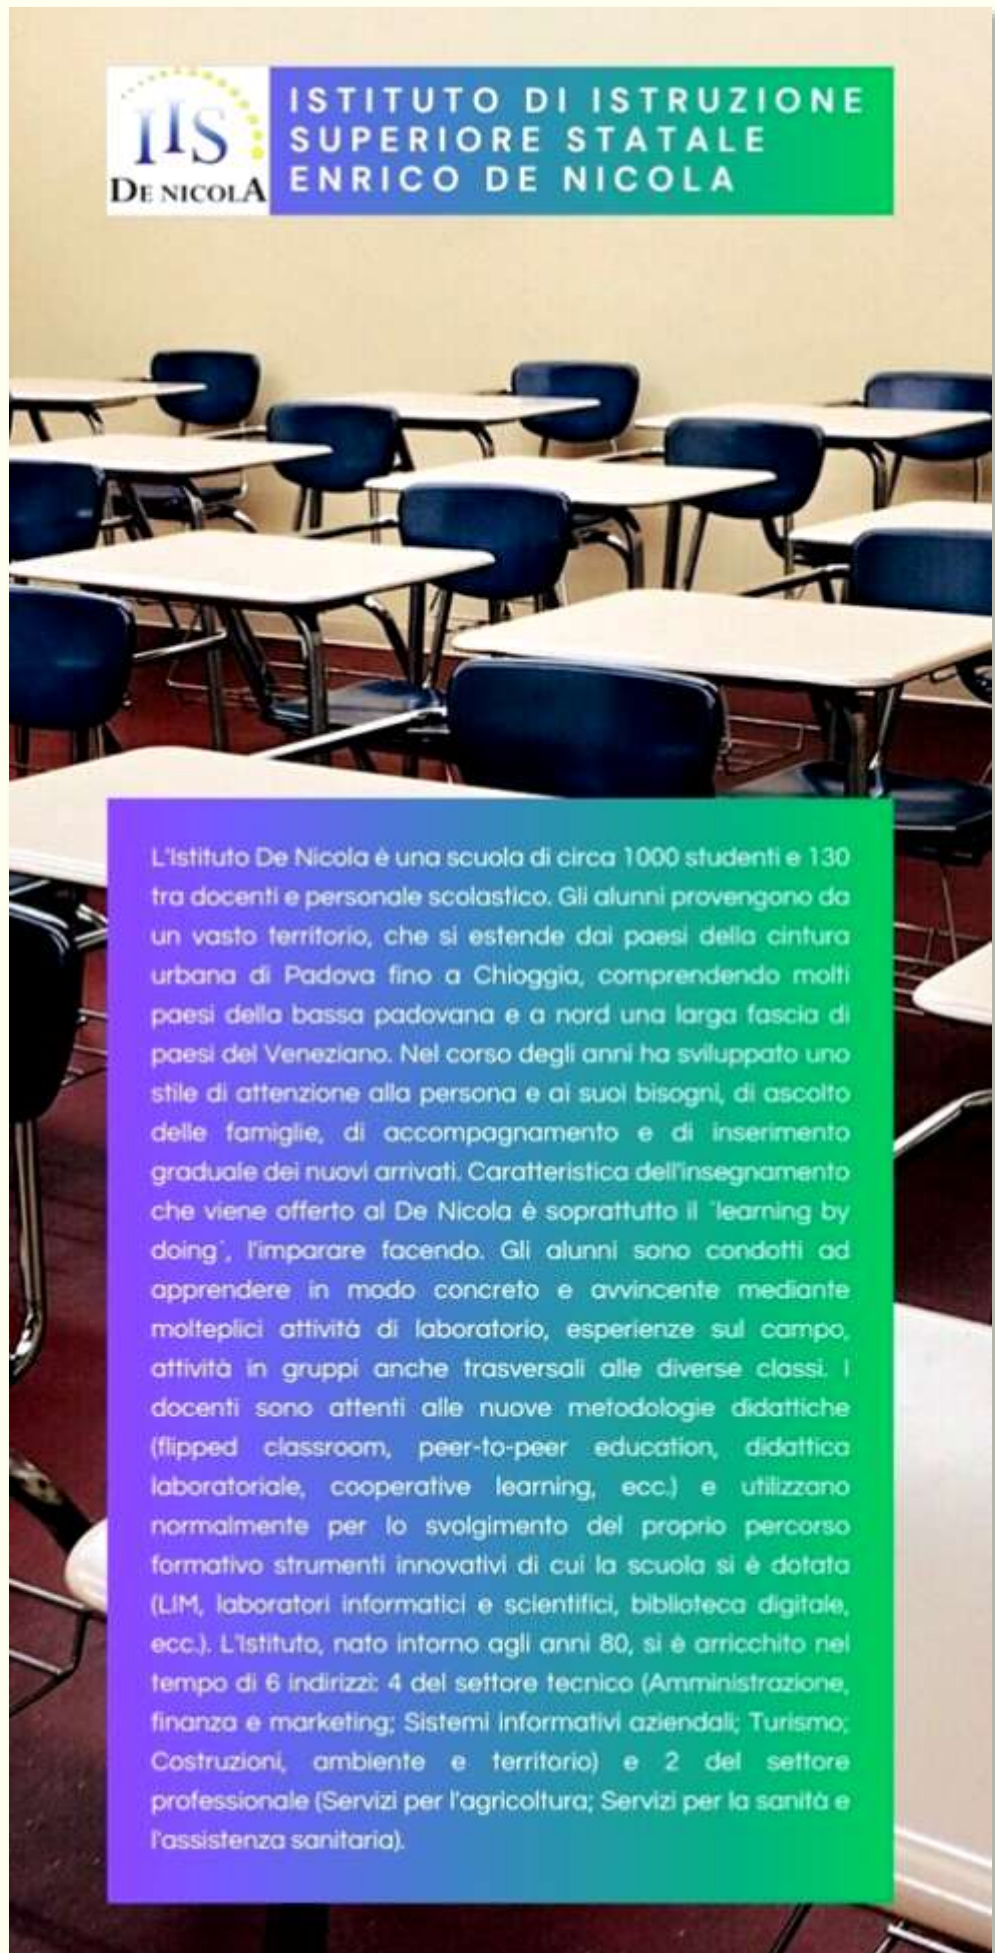 IIS
DE NICOLA
ISTITUTO DI ISTRUZIONE
SUPERIORE STATALE
ENRICO DE NICOLA
L'Istituto De Nicola è una scuola di circa 1000 studenti e 130
tra docenti e personale scolastico. Gli alunni provengono da
un vasto territorio, che si estende dai paesi della cintura
urbana di Padova fino a Chioggia, comprendendo molti
paesi della bassa padovana e a nord una larga fascia di
paesi del Veneziano. Nel corso degli anni ha sviluppato uno
stile di attenzione alla persona e ai suoi bisogni, di ascolto
delle famiglie, di accompagnamento e di inserimento
graduale dei nuovi arrivati. Caratteristica dell'insegnamento
che viene offerto al De Nicola è soprattutto il ´learning by
doing´, l'imparare facendo. Gli alunni sono condotti ad
apprendere in modo concreto e avvincente mediante
molteplici attività di laboratorio, esperienze sul campo,
attività in gruppi anche trasversali alle diverse classi. I
docenti sono attenti alle nuove metodologie didattiche
(flipped classroom, peer-to-peer education, didattica
laboratoriale, cooperative learning, ecc.) e utilizzano
normalmente per lo svolgimento del proprio percorso
formativo strumenti innovativi di cui la scuola si è dotata
(LIM, laboratori informatici e scientifici, biblioteca digitale,
ecc.). L'Istituto, nato intorno agli anni 80, si è arricchito nel
tempo di 6 indirizzi: 4 del settore tecnico (Amministrazione,
finanza e marketing; Sistemi informativi aziendali; Turismo;
Costruzioni, ambiente e territorio) e 2 del settore
professionale (Servizi per l'agricoltura; Servizi per la sanità e
l'assistenza sanitaria).